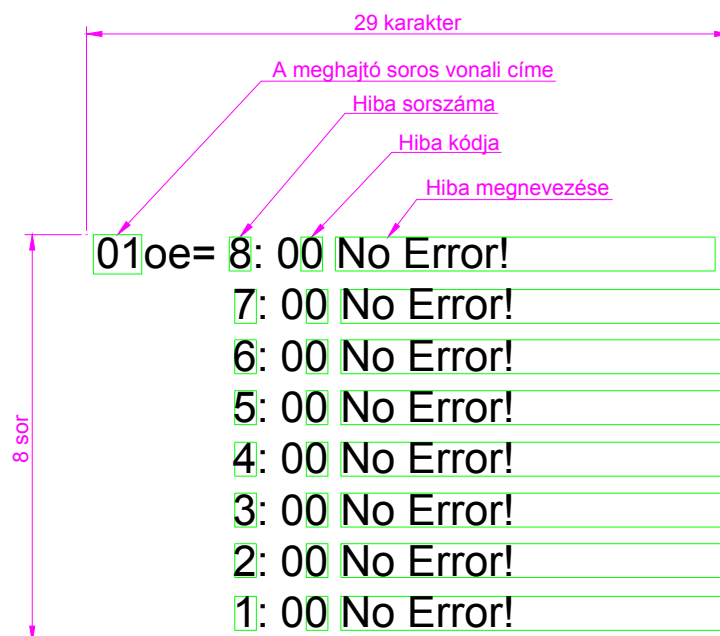 29 karakter
A meghajtó soros vonali címe
Hiba sorszáma
Hiba kódja
Hiba megnevezése
01oe= 8: 00 No Error!
7: 00 No Error!
6: 00 No Error!
5: 00 No Error!
4: 00 No Error!
3: 00 No Error!
2: 00 No Error!
1: 00 No Error!
8 sor